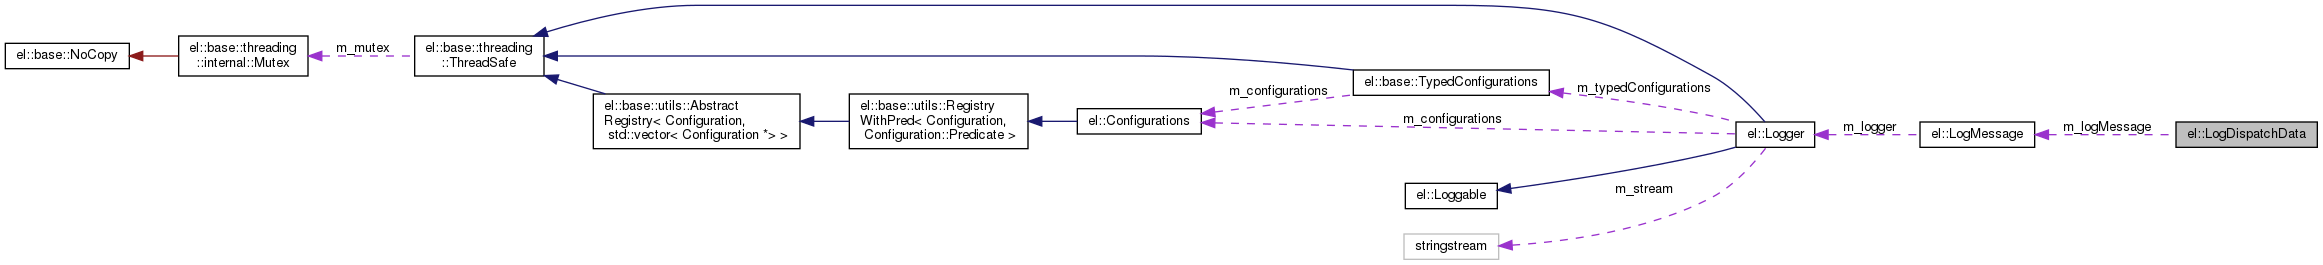 el::base::NoCopy
el::base::threading
::internal::Mutex
m_mutex
el::base::threading
::ThreadSafe
el::base::utils::Abstract
Registry< Configuration,
std::vector< Configuration *> >
el::base::utils::Registry
WithPred< Configuration,
Configuration::Predicate >
el::Configurations
m_configurations
el::base::TypedConfigurations
m_typedConfigurations
m_configurations
el::Logger
m_logger
el::LogMessage
m_logMessage
el::LogDispatchData
el::Loggable
m_stream
stringstream